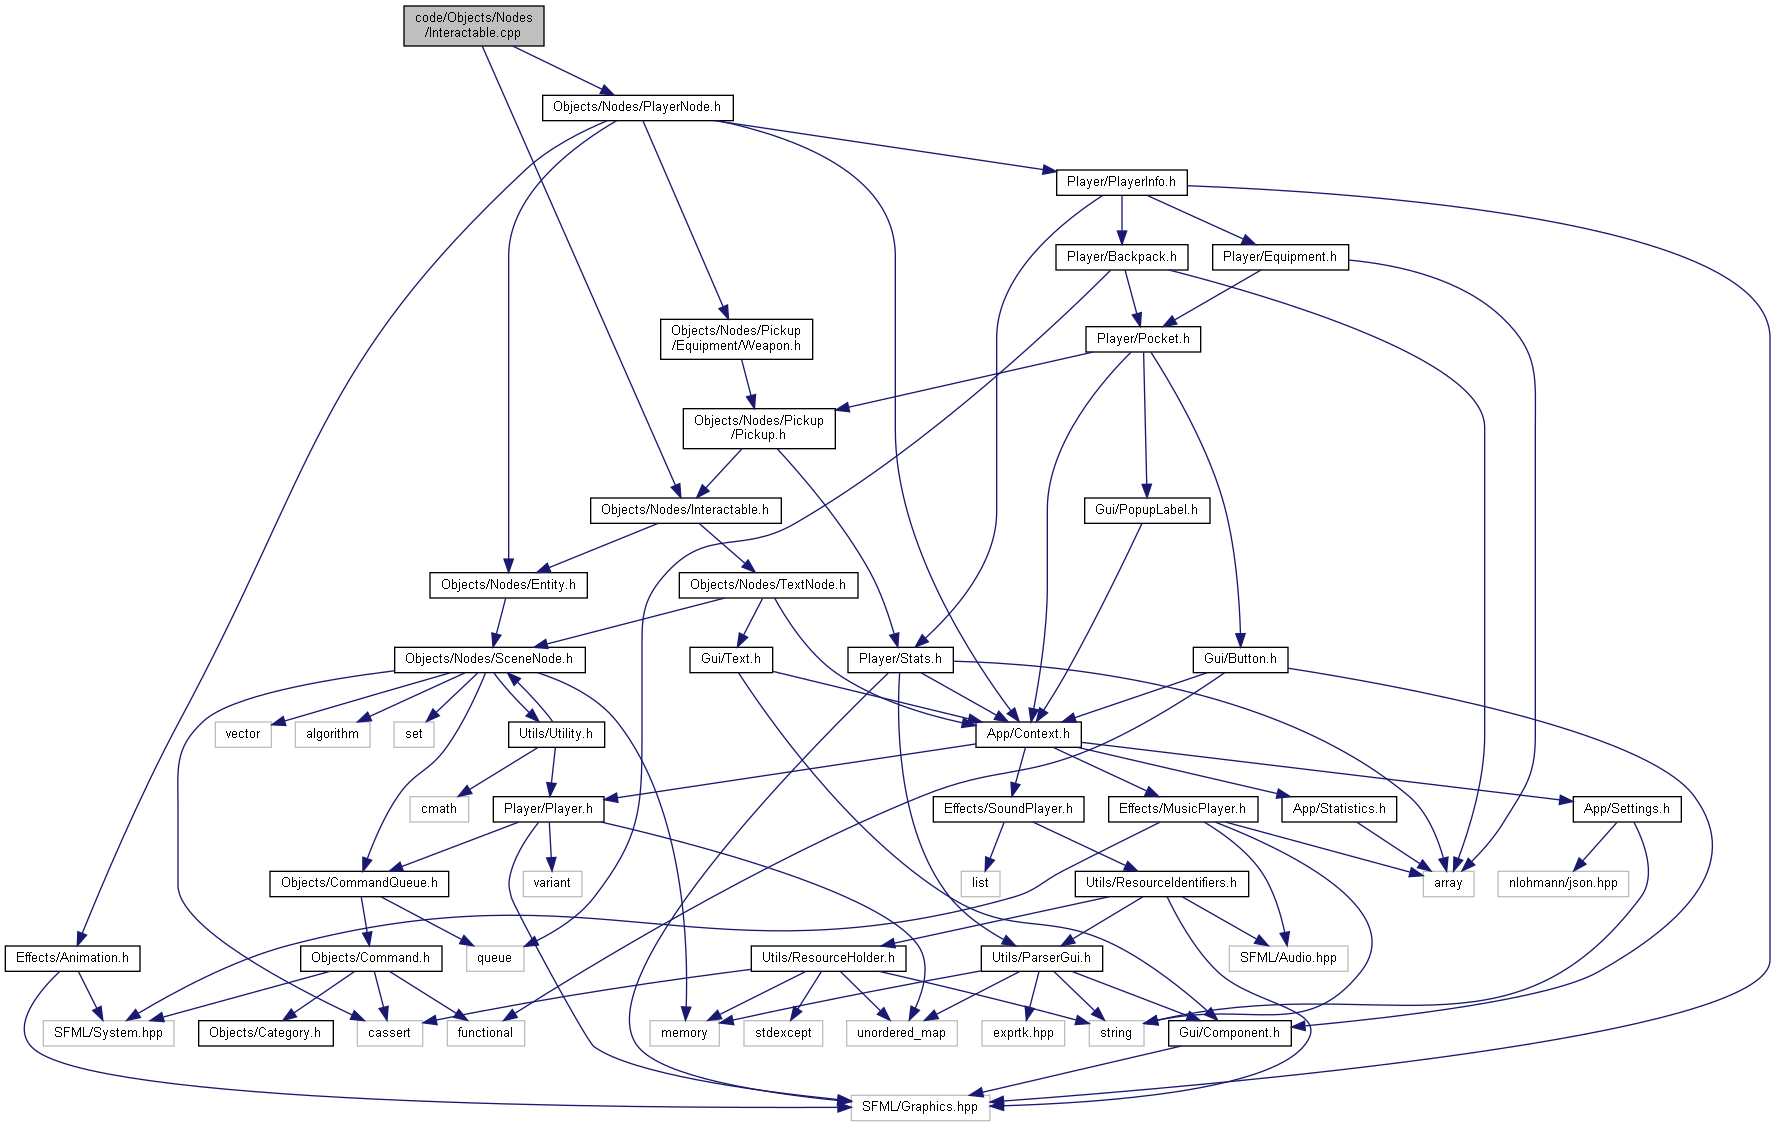 code/Objects/Nodes
/Interactable.cpp
Objects/Nodes/PlayerNode.h
Player/PlayerInfo.h
Player/Backpack.h
Player/Equipment.h
Objects/Nodes/Pickup
/Equipment/Weapon.h
Player/Pocket.h
Objects/Nodes/Pickup
/Pickup.h
Objects/Nodes/Interactable.h
Gui/PopupLabel.h
Objects/Nodes/Entity.h
Objects/Nodes/TextNode.h
Objects/Nodes/SceneNode.h
Gui/Text.h
Player/Stats.h
Gui/Button.h
vector
algorithm
set
Utils/Utility.h
App/Context.h
cmath
Player/Player.h
Effects/SoundPlayer.h
Effects/MusicPlayer.h
App/Statistics.h
App/Settings.h
Objects/CommandQueue.h
variant
list
Utils/ResourceIdentifiers.h
array
nlohmann/json.hpp
Effects/Animation.h
Objects/Command.h
queue
Utils/ResourceHolder.h
Utils/ParserGui.h
SFML/Audio.hpp
SFML/System.hpp
Objects/Category.h
cassert
functional
memory
stdexcept
unordered_map
exprtk.hpp
string
Gui/Component.h
SFML/Graphics.hpp